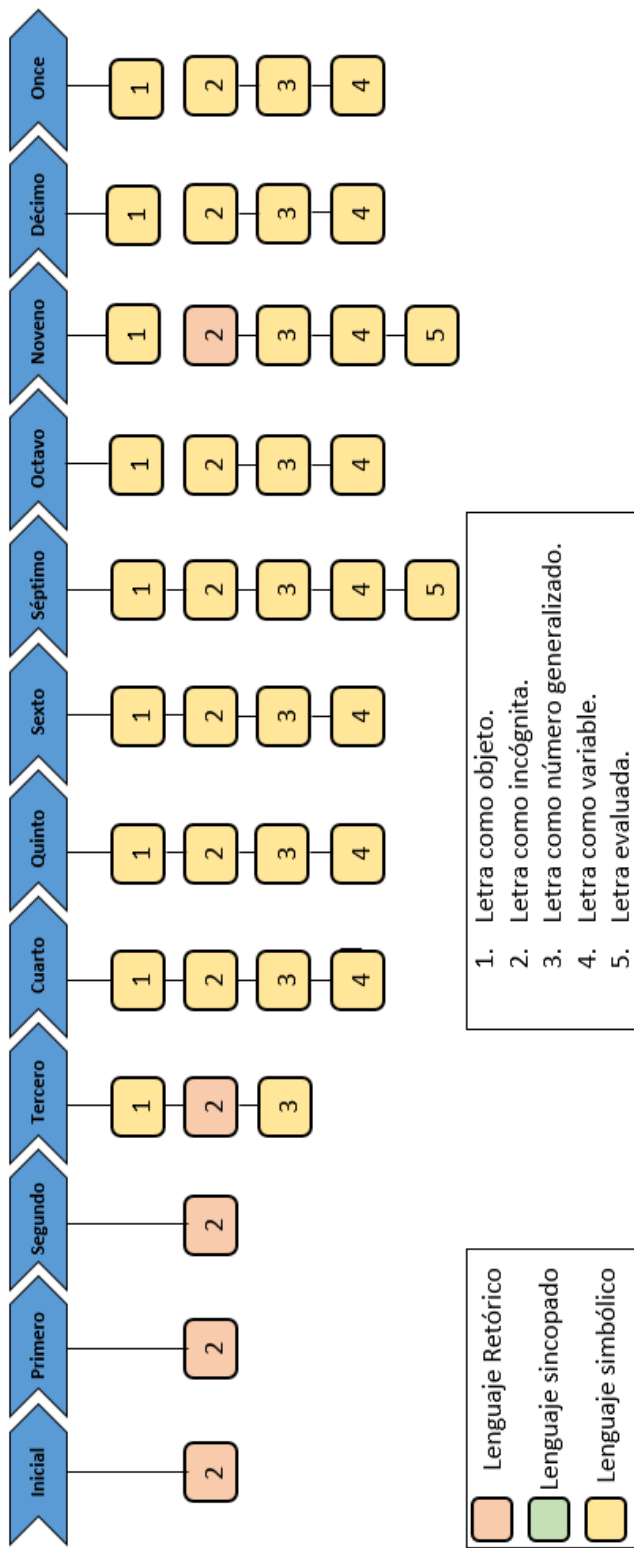 Inicial
Primero
Segundo
Tercero
Cuarto
Quinto
Sexto
Séptimo
Octavo
Noveno
Décimo
Once
2
2
2
1
2
3
1
2
3
4
1
2
3
4
1
2
3
4
1
2
3
4
5
1
2
3
4
1
2
3
4
5
1
2
3
4
1
2
3
4
Lenguaje Retórico
Lenguaje sincopado
Lenguaje simbólico
1. Letra como objeto.
2. Letra como incógnita.
3. Letra como número generalizado.
4. Letra como variable.
5. Letra evaluada.